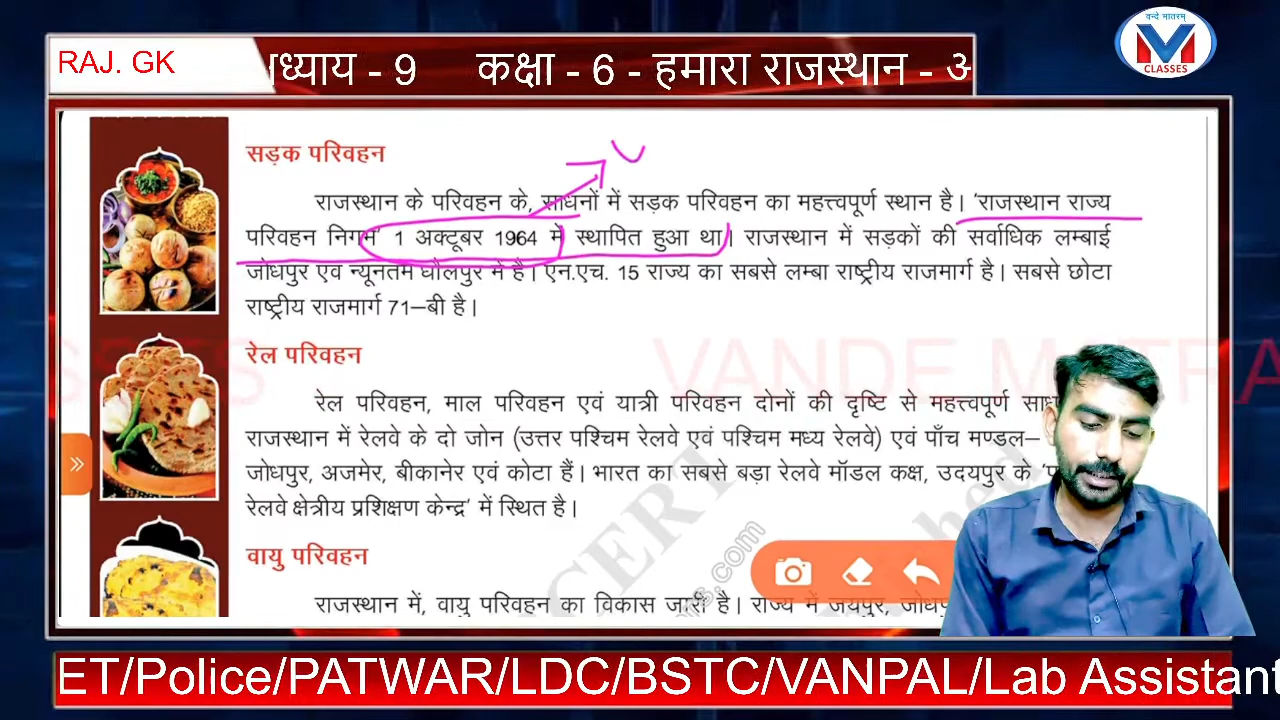 वन्दे मातरम्
VM
CLASSES
RAJ. GK
ध्याय - 9 कक्षा - 6 - हमारा राजस्थान - अ
सड़क परिवहन
राजस्थान के परिवहन के, साधनों में सड़क परिवहन का महत्त्वपूर्ण स्थान है। 'राजस्थान राज्य
परिवहन निगम' 1 अक्टूबर 1964 में स्थापित हुआ था। राजस्थान में सड़कों की सर्वाधिक लम्बाई
जोधपुर एवं न्यूनतम धौलपुर में है। एन.एच. 15 राज्य का सबसे लम्बा राष्ट्रीय राजमार्ग है। सबसे छोटा
राष्ट्रीय राजमार्ग 71–बी है।
रेल परिवहन
VANDE MATRA
रेल परिवहन, माल परिवहन एवं यात्री परिवहन दोनों की दृष्टि से महत्त्वपूर्ण
राजस्थान में रेलवे के दो जोन (उत्तर पश्चिम रेलवे एवं पश्चिम मध्य रेलवे) एवं पाँच मण्डल–
जोधपुर, अजमेर, बीकानेर एवं कोटा हैं। भारत का सबसे बड़ा रेलवे मॉडल कक्ष, उदयपुर के
रेलवे क्षेत्रीय प्रशिक्षण केन्द्र' में स्थित है।
वायु परिवहन
राजस्थान में, वायु परिवहन का विकास जारी है। राज्य में जयपुर,
ET/Police/PATWAR/LDC/BSTC/VANPAL/Lab Assistant